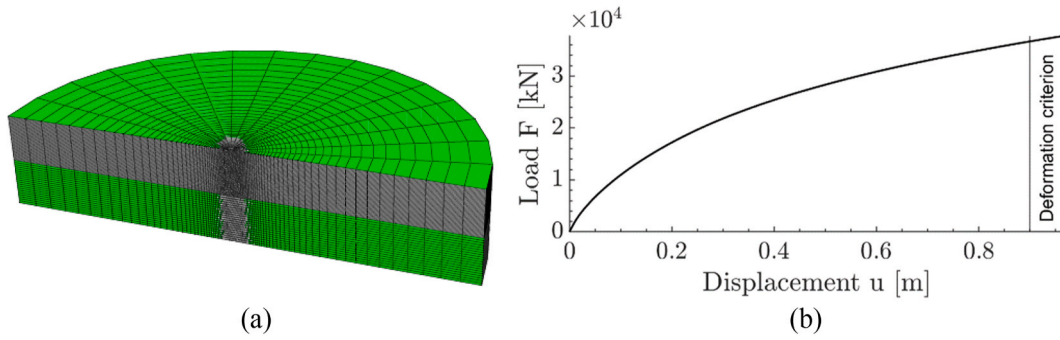 ×10⁴
3
2
1
0
Load F [kN]
0
0.2
0.4
0.6
0.8
Displacement u [m]
Deformation criterion
(a)
(b)